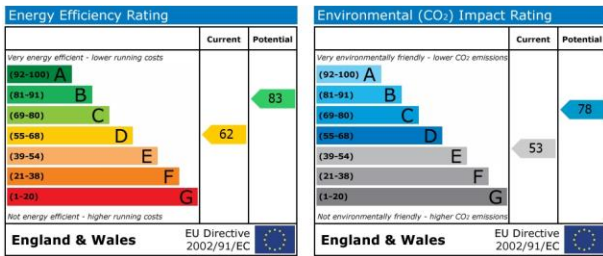 Energy Efficiency Rating
Current Potential
Very energy efficient - lower running costs
(92-100) A
(81-91) B
83
(69-80) C
(55-68) D
62
(39-54) E
(21-38) F
(1-20) G
Not energy efficient - higher running costs
England & Wales
EU Directive
2002/91/EC
Environmental (CO₂) Impact Rating
Current Potential
Very environmentally friendly - lower CO₂ emissions
(92-100) A
(81-91) B
(69-80) C
78
(55-68) D
(39-54) E
53
(21-38) F
(1-20) G
Not environmentally friendly - higher CO₂ emissions
England & Wales
EU Directive
2002/91/EC